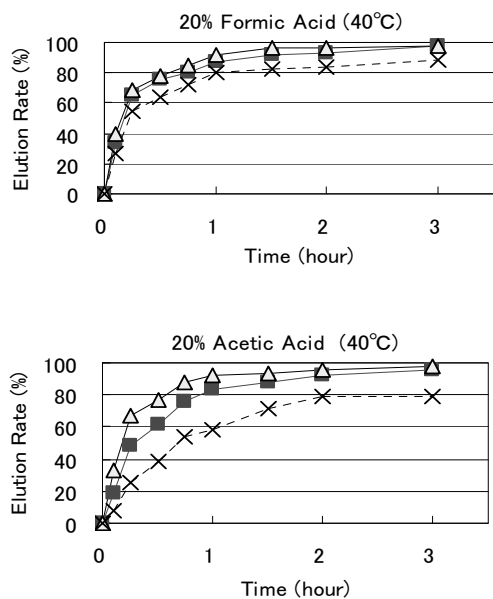 20% Formic Acid (40℃)
Elution Rate (%)
100
80
60
40
20
0
0 1 2 3
Time (hour)
20% Acetic Acid (40℃)
Elution Rate (%)
100
80
60
40
20
0
0 1 2 3
Time (hour)